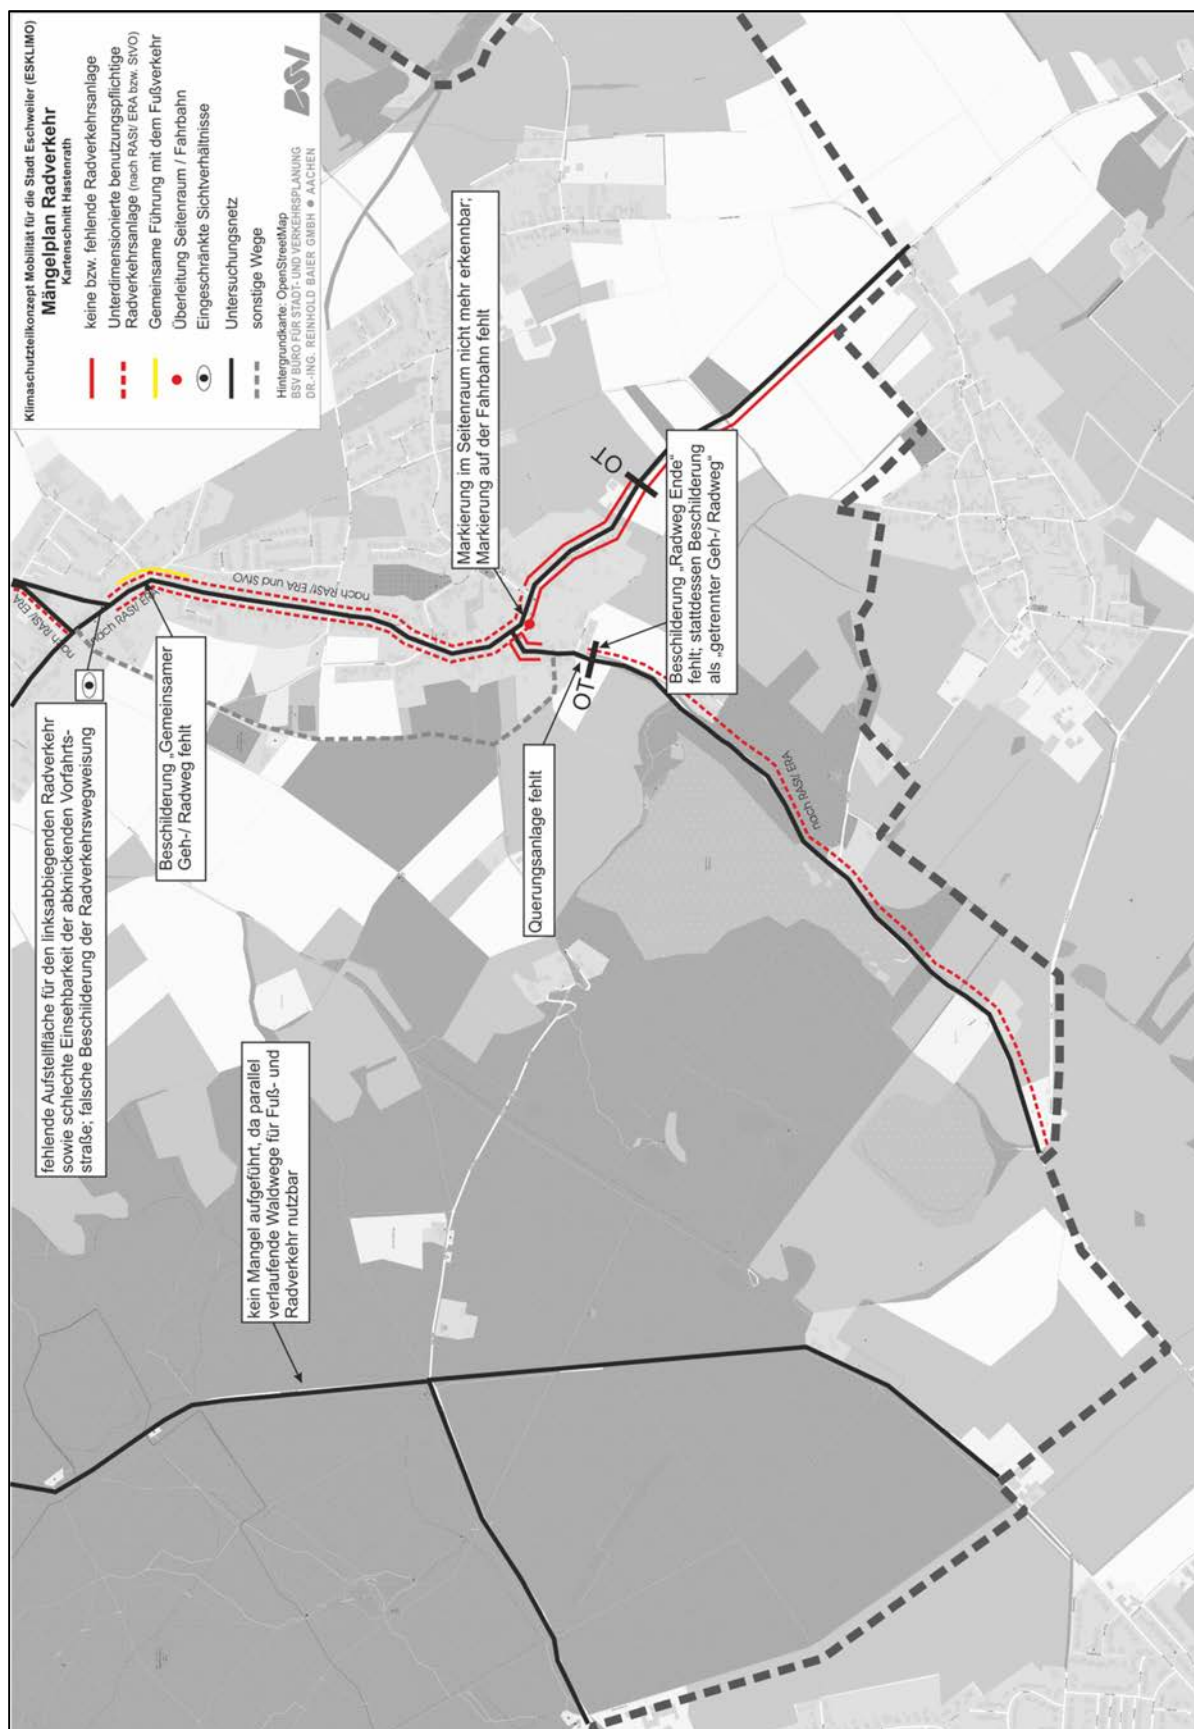 Klimaschutzteilkonzept Mobilität für die Stadt Eschweiler (ESKLIMO)
Mängelplan Radverkehr
Kartenschnitt Hastenrath
keine bzw. fehlende Radverkehrsanlage
Unterdimensionierte benutzungspflichtige
Radverkehrsanlage (nach RASt/ ERA bzw. StVO)
Gemeinsame Führung mit dem Fußverkehr
Überleitung Seitenraum / Fahrbahn
Eingeschränkte Sichtverhältnisse
Untersuchungsnetz
sonstige Wege
Hintergrundkarte: OpenStreetMap
BSV BÜRO FÜR STADT- UND VERKEHRSPLANUNG
DR.-ING. REINHOLD BAIER GMBH ● AACHEN
BSV
fehlende Aufstellfläche für den linksabbiegenden Radverkehr
sowie schlechte Einsehbarkeit der abknickenden Vorfahrts-
straße; falsche Beschilderung der Radverkehrswegweisung
nach RASt/ ERA
nach RASt/ ERA
Beschilderung „Gemeinsamer
Geh-/ Radweg fehlt
nach RASt/ ERA und StVO
kein Mangel aufgeführt, da parallel
verlaufende Waldwege für Fuß- und
Radverkehr nutzbar
Markierung im Seitenraum nicht mehr erkennbar;
Markierung auf der Fahrbahn fehlt
Querungsanlage fehlt
OT
OT
Beschilderung „Radweg Ende“
fehlt; stattdessen Beschilderung
als „getrennter Geh-/ Radweg“
nach RASt/ ERA